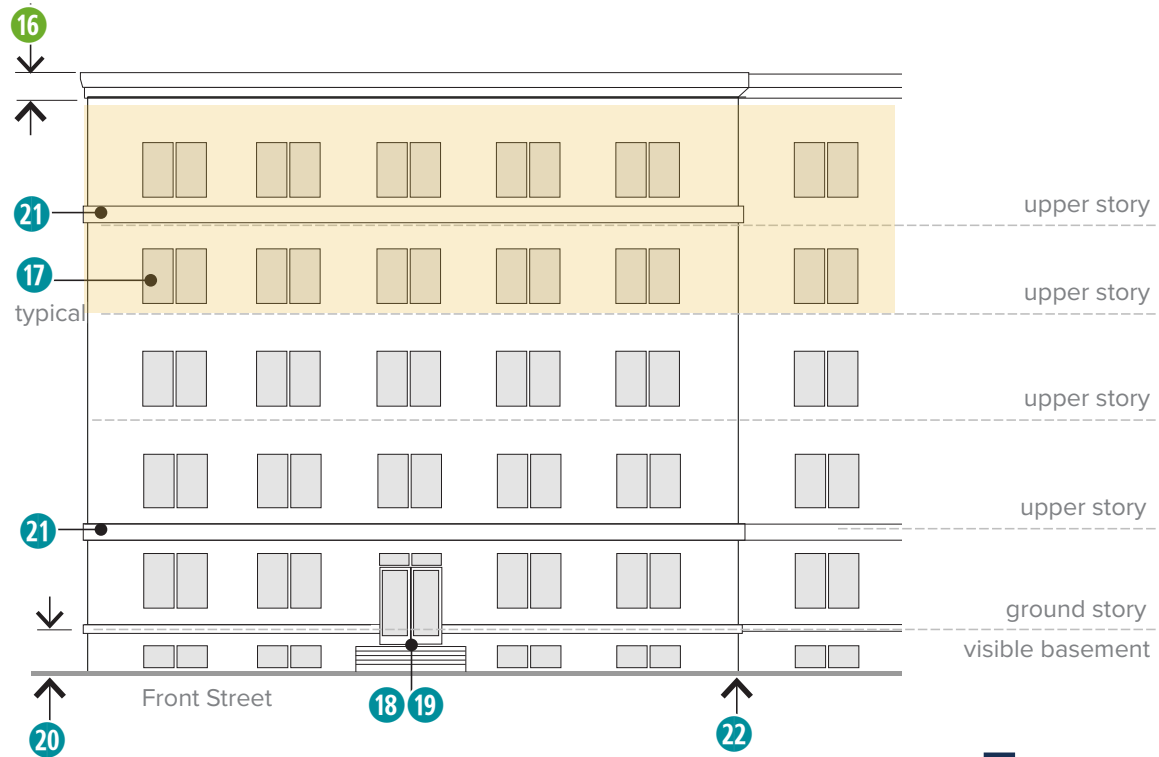 16
21
upper story
17
typical
upper story
upper story
21
upper story
ground story
visible basement
Front Street
18 19
20
22